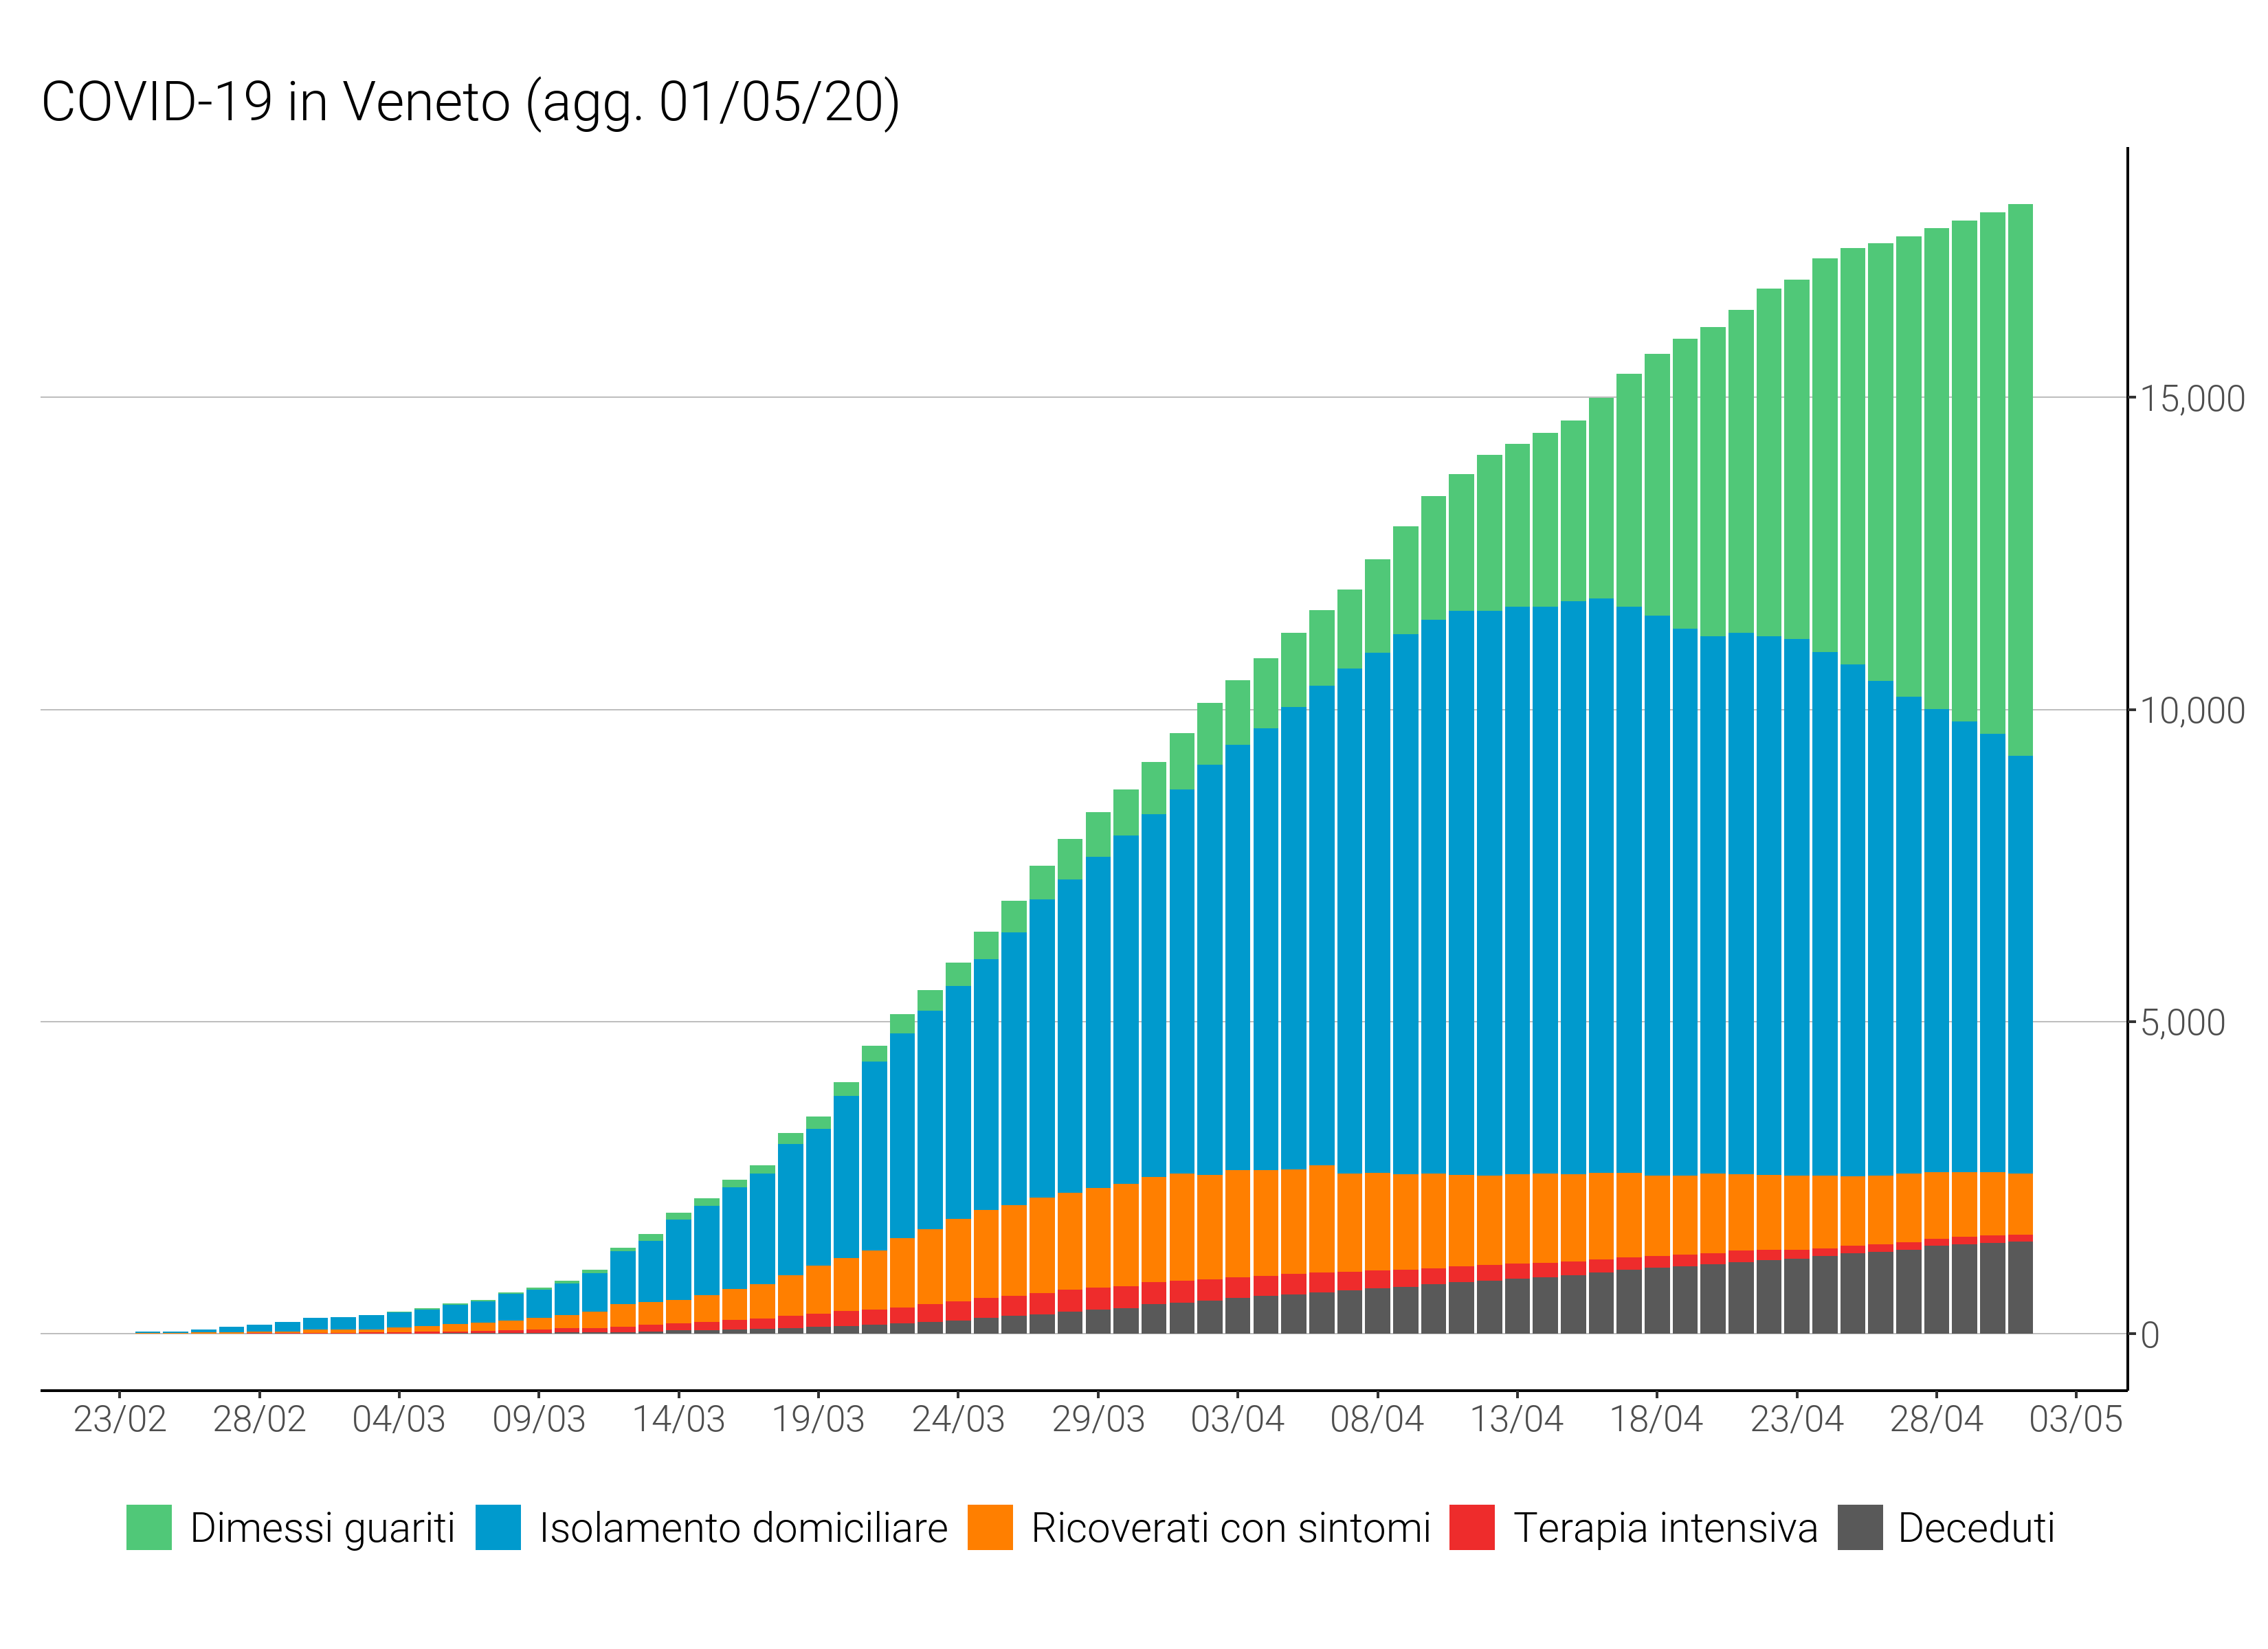 COVID-19 in Veneto (agg. 01/05/20)
15,000
10,000
5,000
0
23/02 28/02 04/03 09/03 14/03 19/03 24/03 29/03 03/04 08/04 13/04 18/04 23/04 28/04 03/05
Dimessi guariti Isolamento domiciliare Ricoverati con sintomi Terapia intensiva Deceduti